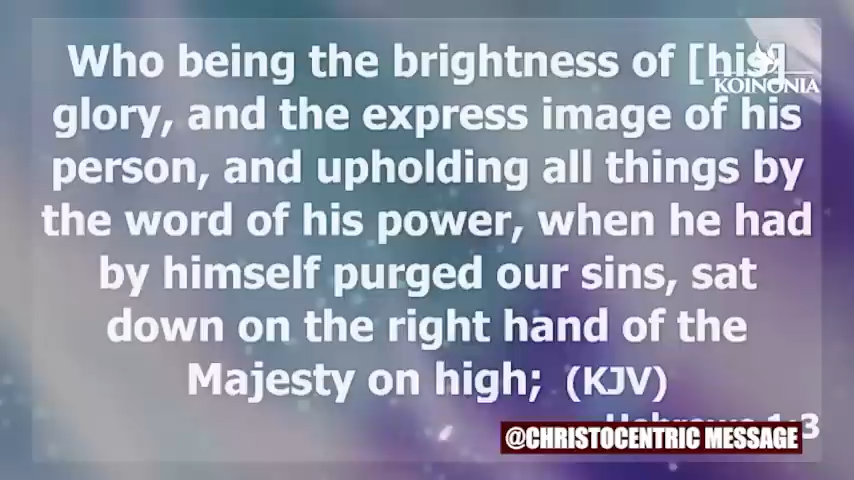 Who being the brightness of [his]
KOINONIA
glory, and the express image of his
person, and upholding all things by
the word of his power, when he had
by himself purged our sins, sat
down on the right hand of the
Majesty on high; (KJV)
Hebrews 1:3
@CHRISTOCENTRIC MESSAGE